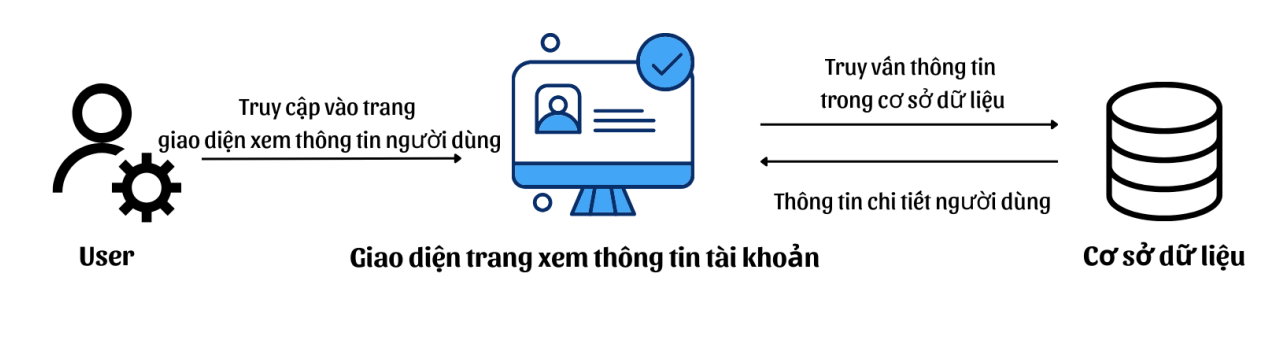 Truy cập vào trang
giao diện xem thông tin người dùng
Truy vấn thông tin
trong cơ sở dữ liệu
Thông tin chi tiết người dùng
User
Giao diện trang xem thông tin tài khoản
Cơ sở dữ liệu